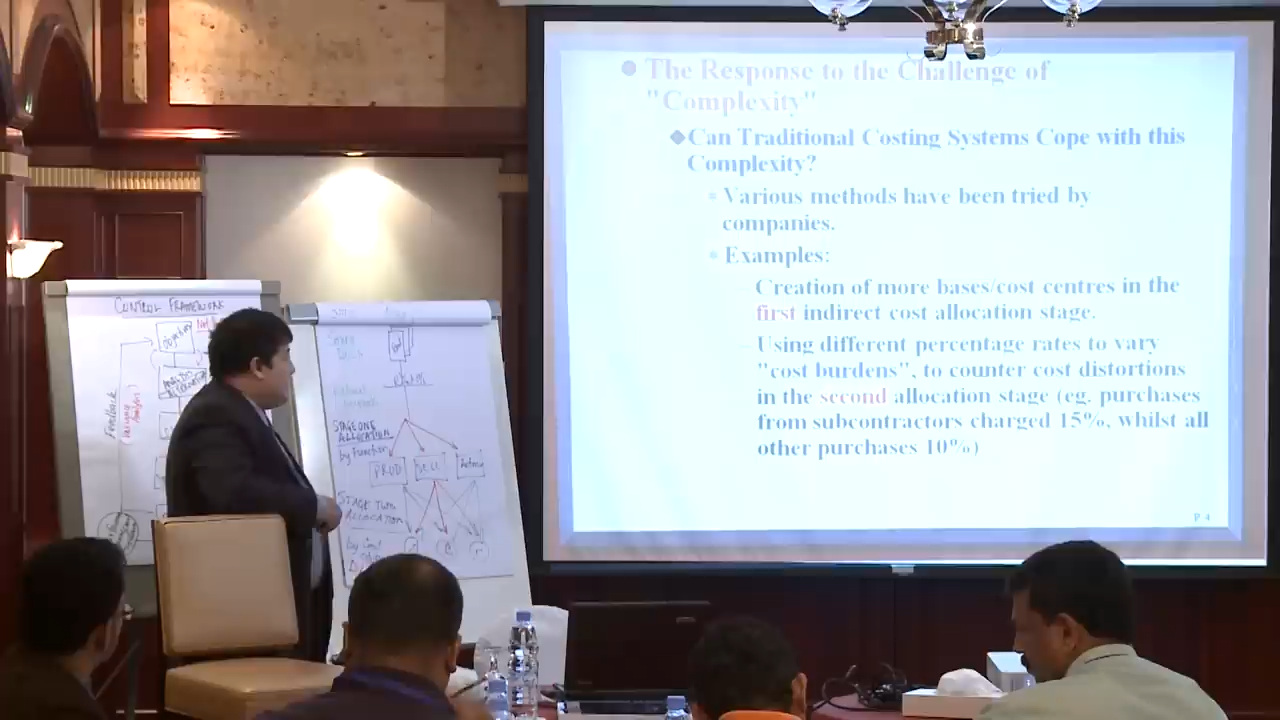 The Response to the Challenge of
"Complexity"
Can Traditional Costing Systems Cope with this
Complexity?
Various methods have been tried by
companies.
Examples:
Creation of more bases/cost centres in the
first indirect cost allocation stage.
Using different percentage rates to vary
"cost burdens", to counter cost distortions
in the second allocation stage (eg. purchases
from subcontractors charged 15%, whilst all
other purchases 10%)
P 4
CONTROL FRAMEWORK
Objectives
Feedback
STAGE ONE
ALLOCATION
by Function
PROD
STAGE TWO
ALLOCATION
by Cost